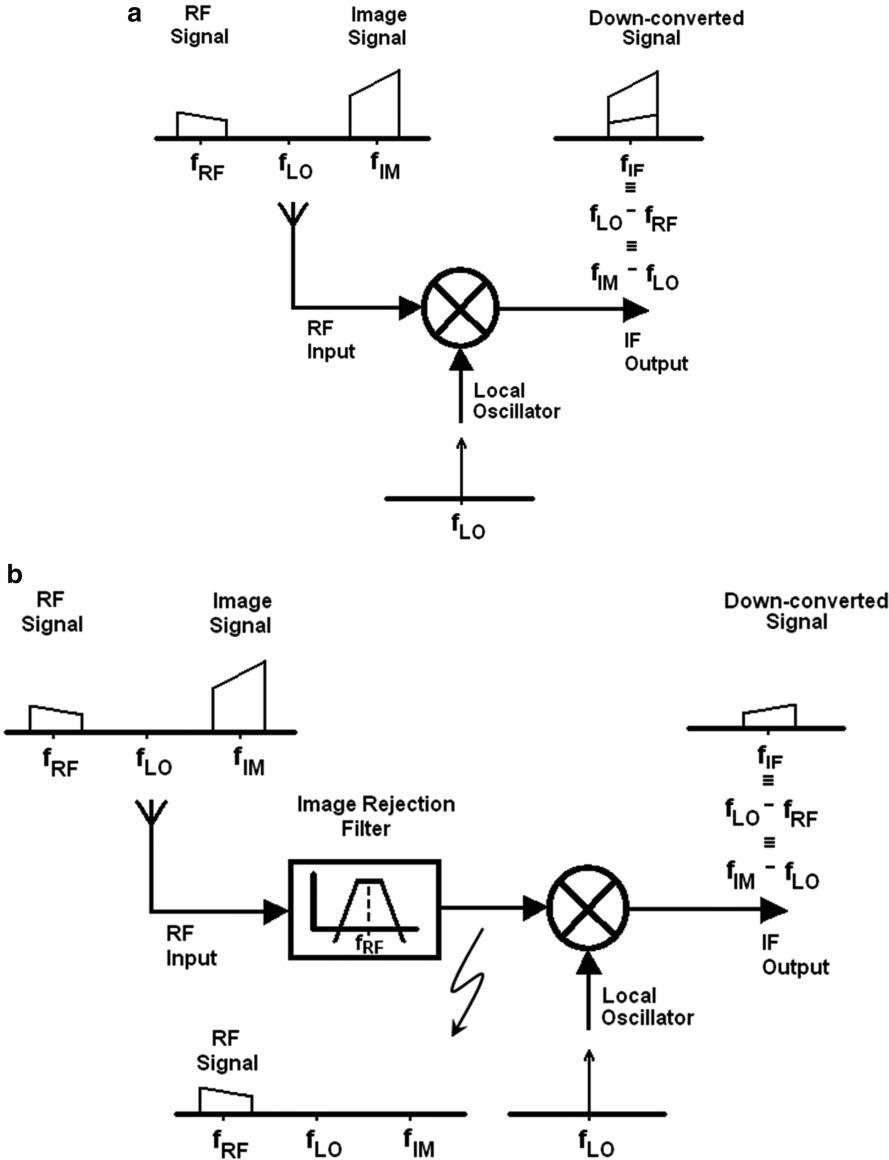 a
RF
Signal
Image
Signal
Down-converted
Signal
fRF
fLO
fIM
fIF
≡
fLO - fRF
≡
fIM - fLO
RF
Input
IF
Output
Local
Oscillator
fLO
b
RF
Signal
Image
Signal
Down-converted
Signal
fRF
fLO
fIM
fIF
≡
fLO - fRF
≡
fIM - fLO
Image Rejection
Filter
fRF
RF
Input
IF
Output
Local
Oscillator
RF
Signal
fRF
fLO
fIM
fLO